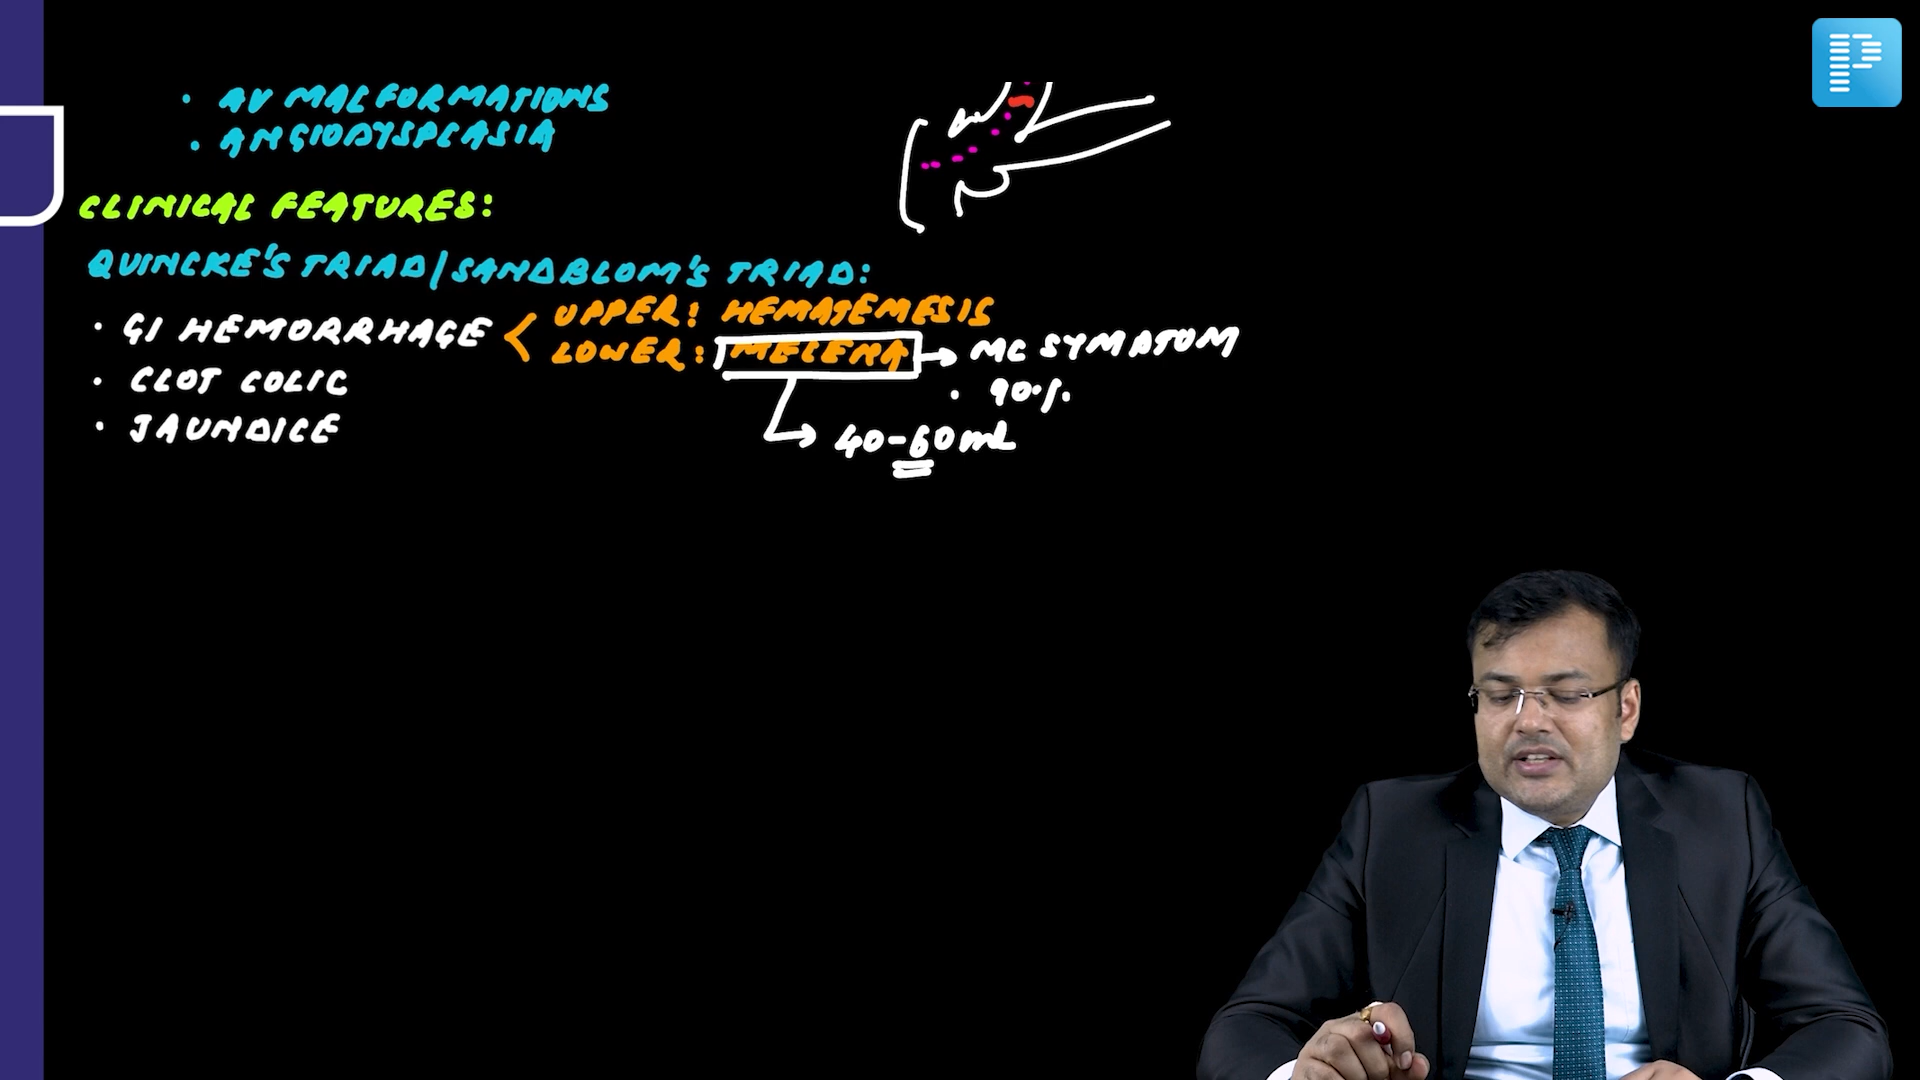 • AV MALFORMATIONS
• ANGIODYSPLASIA
CLINICAL FEATURES:
QUINCKE'S TRIAD/SANDBLOM'S TRIAD:
• GI HEMORRHAGE < UPPER: HEMATEMESIS
LOWER: MELENA → MC SYMATOM
• 90%.
• CLOT COLIC
→ 40-60ml
• JAUNDICE